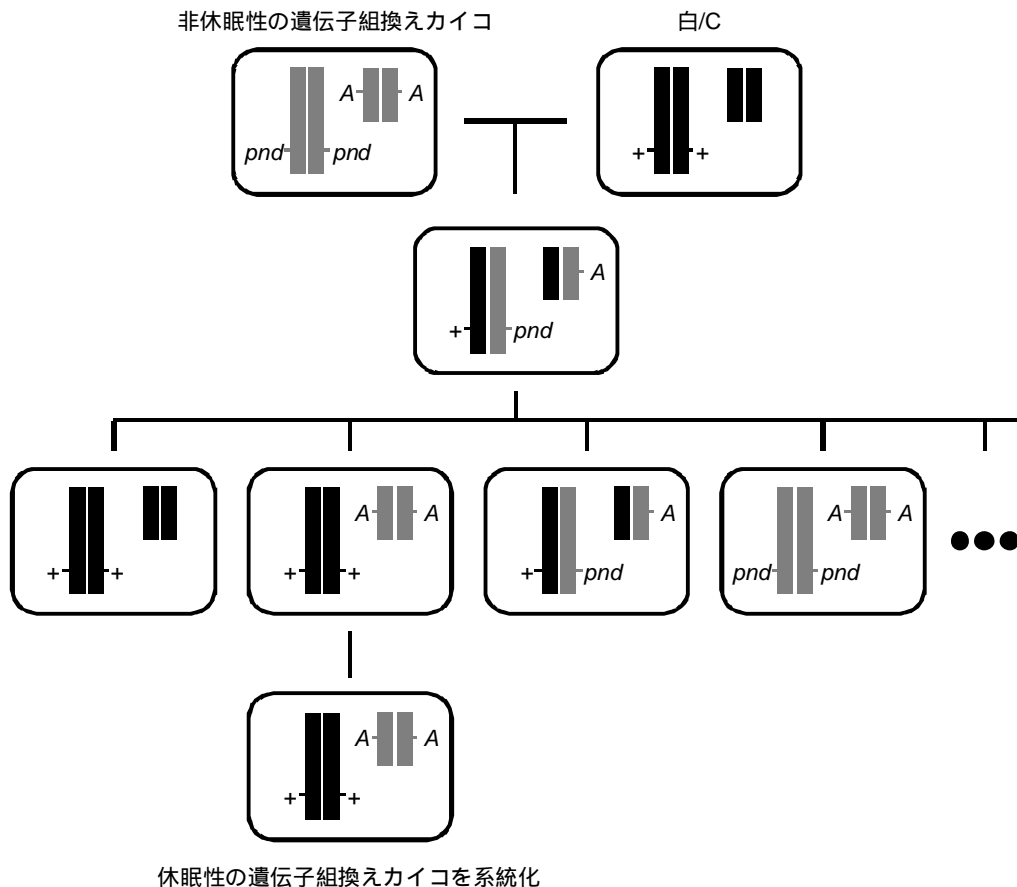 非休眠性の遺伝子組換えカイコ 白/C
A A
pnd pnd + +
A
+ pnd
A A A A A
+ + + + + pnd pnd pnd
A A
+ +
休眠性の遺伝子組換えカイコを系統化